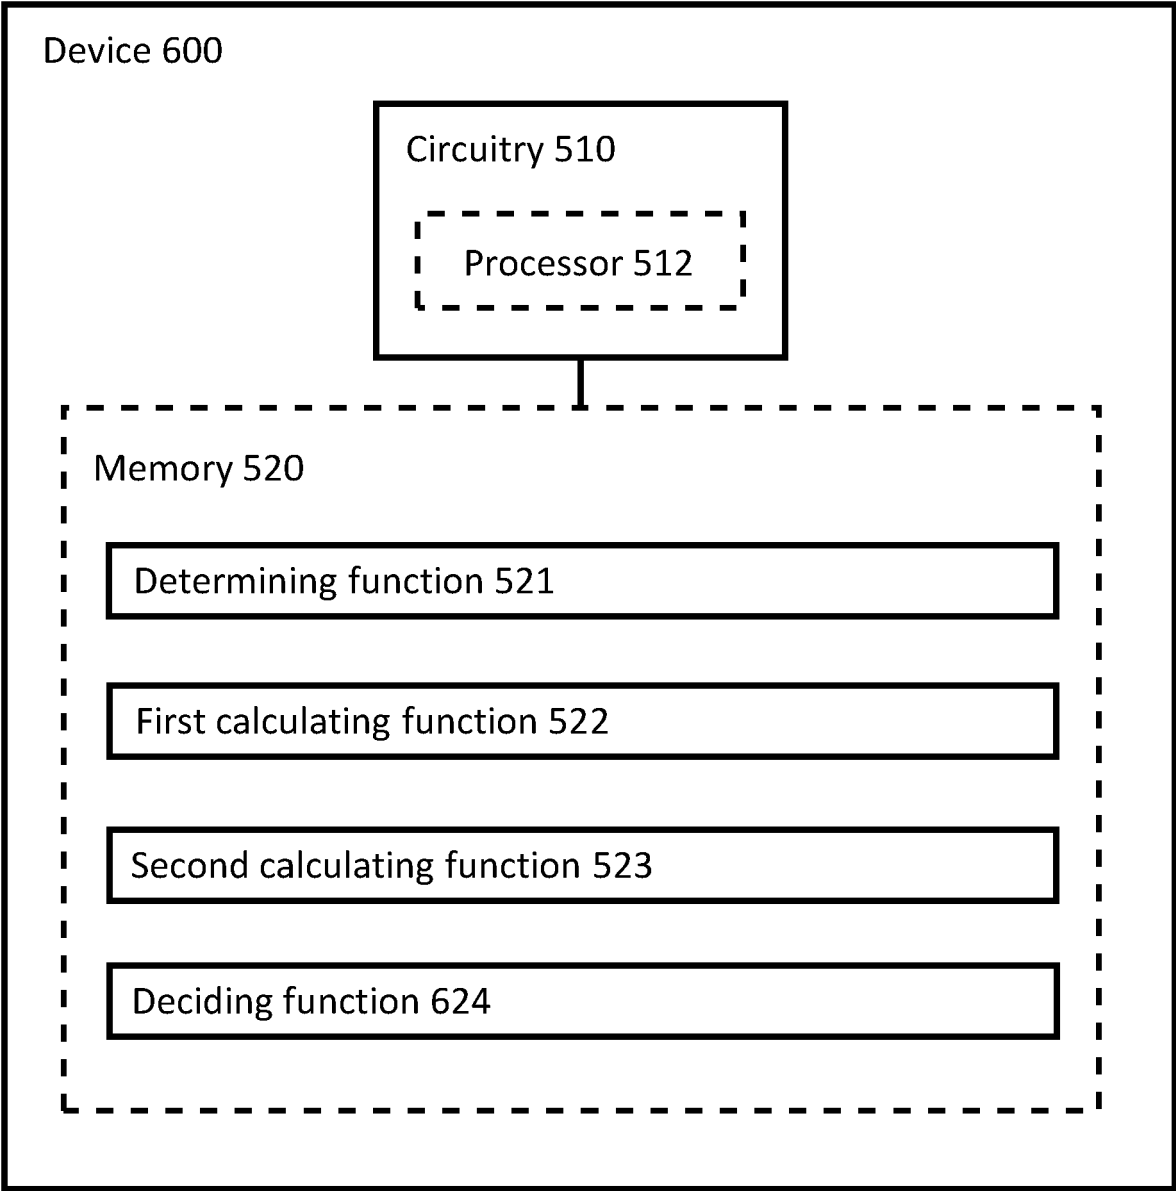 Device 600
Circuitry 510
Processor 512
Memory 520
Determining function 521
First calculating function 522
Second calculating function 523
Deciding function 624